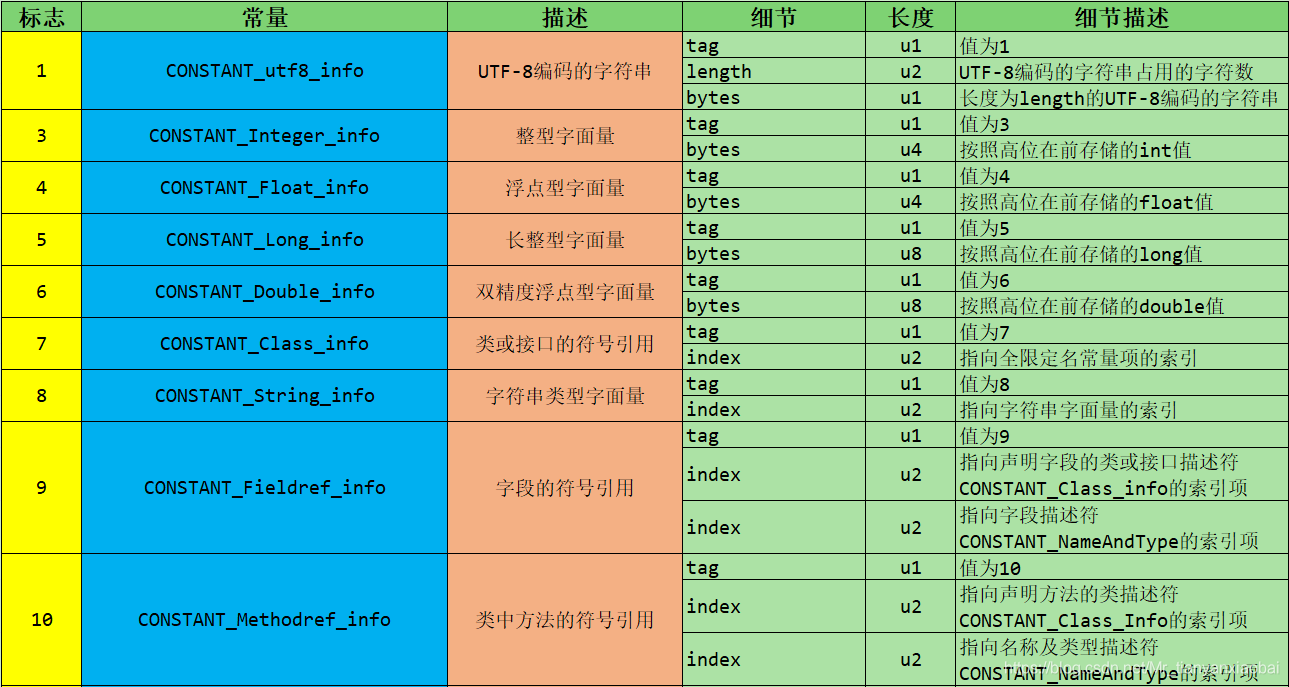 标志 常量 描述 细节 长度 细节描述
1 CONSTANT_utf8_info UTF-8编码的字符串 tag u1 值为1
length u2 UTF-8编码的字符串占用的字符数
bytes u1 长度为length的UTF-8编码的字符串
3 CONSTANT_Integer_info 整型字面量 tag u1 值为3
bytes u4 按照高位在前存储的int值
4 CONSTANT_Float_info 浮点型字面量 tag u1 值为4
bytes u4 按照高位在前存储的float值
5 CONSTANT_Long_info 长整型字面量 tag u1 值为5
bytes u8 按照高位在前存储的long值
6 CONSTANT_Double_info 双精度浮点型字面量 tag u1 值为6
bytes u8 按照高位在前存储的double值
7 CONSTANT_Class_info 类或接口的符号引用 tag u1 值为7
index u2 指向全限定名常量项的索引
8 CONSTANT_String_info 字符串类型字面量 tag u1 值为8
index u2 指向字符串字面量的索引
9 CONSTANT_Fieldref_info 字段的符号引用 tag u1 值为9
index u2 指向声明字段的类或接口描述符
CONSTANT_Class_info的索引项
index u2 指向字段描述符
CONSTANT_NameAndType的索引项
10 CONSTANT_Methodref_info 类中方法的符号引用 tag u1 值为10
index u2 指向声明方法的类描述符
CONSTANT_Class_Info的索引项
index u2 指向名称及类型描述符
CONSTANT_NameAndType的索引项